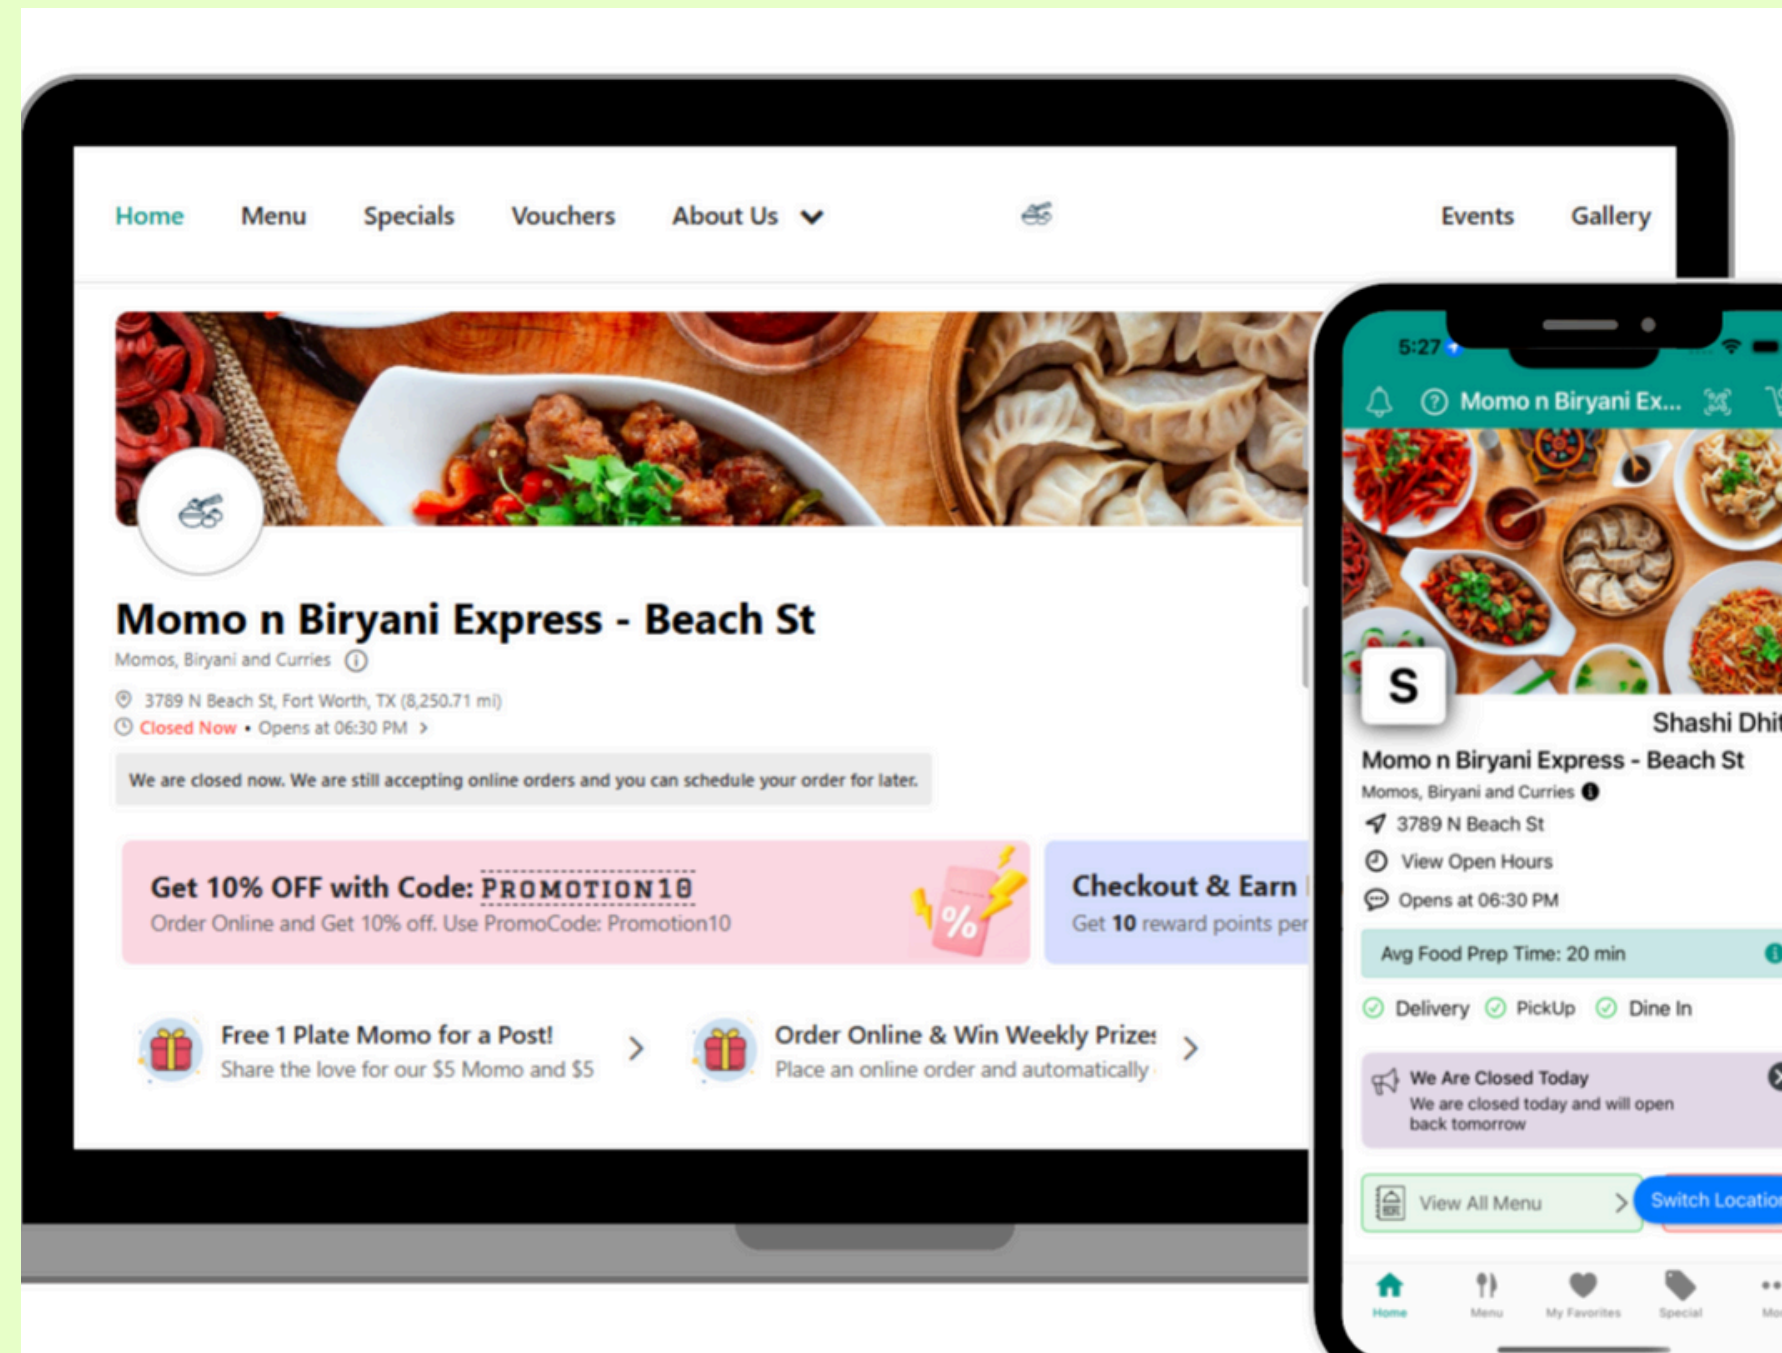 Home Menu Specials Vouchers About Us Events Gallery
Momo n Biryani Express - Beach St
Momos, Biryani and Curries
3789 N Beach St, Fort Worth, TX (8,250.71 mi)
Closed Now • Opens at 06:30 PM >
We are closed now. We are still accepting online orders and you can schedule your order for later.
Get 10% OFF with Code: PROMOTION10
Order Online and Get 10% off. Use PromoCode: Promotion10
%
Checkout & Earn
Get 10 reward points per
Free 1 Plate Momo for a Post!
Share the love for our $5 Momo and $5
Order Online & Win Weekly Prizes
Place an online order and automatically
5:27
Momo n Biryani Ex...
S
Shashi Dhit
Momo n Biryani Express - Beach St
Momos, Biryani and Curries
3789 N Beach St
View Open Hours
Opens at 06:30 PM
Avg Food Prep Time: 20 min
Delivery PickUp Dine In
We Are Closed Today
We are closed today and will open
back tomorrow
View All Menu
Switch Location
Home Menu My Favorites Special